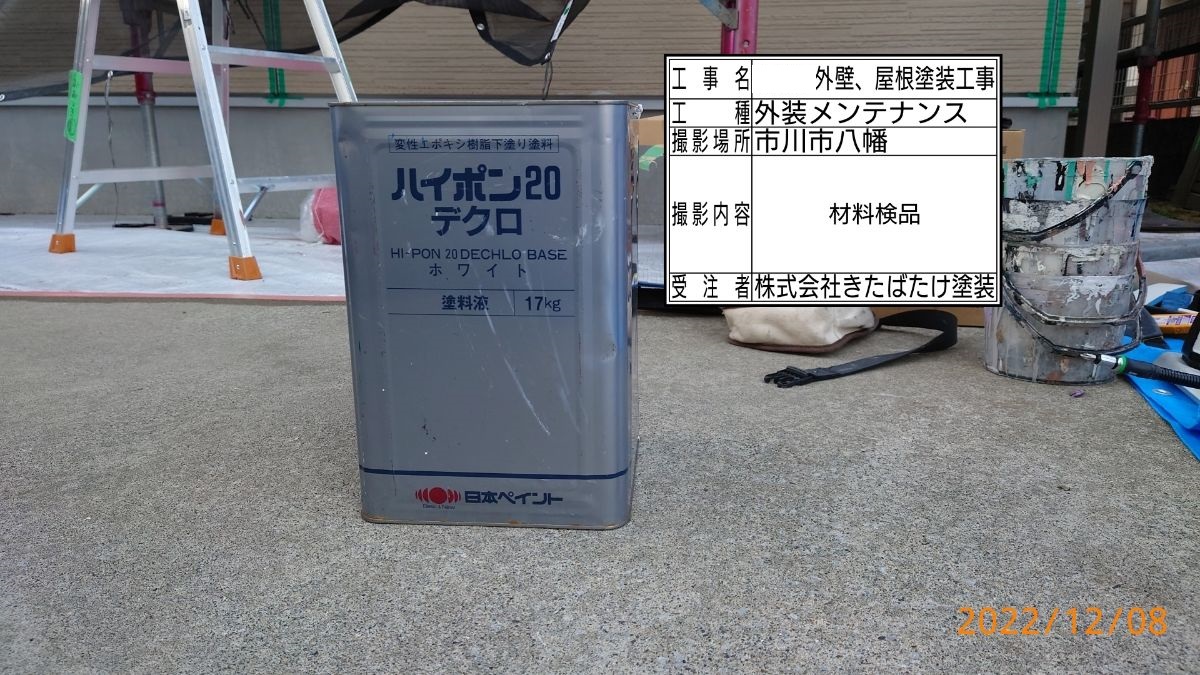 変性エポキシ樹脂下塗り塗料
ハイポン20
デクロ
HI-PON 20 DECHLO BASE
ホワイト
塗料液 17kg
日本ペイント
工事名 外壁、屋根塗装工事
工種 外装メンテナンス
撮影場所 市川市八幡
撮影内容 材料検品
受注者 株式会社きたばたけ塗装
2022/12/08